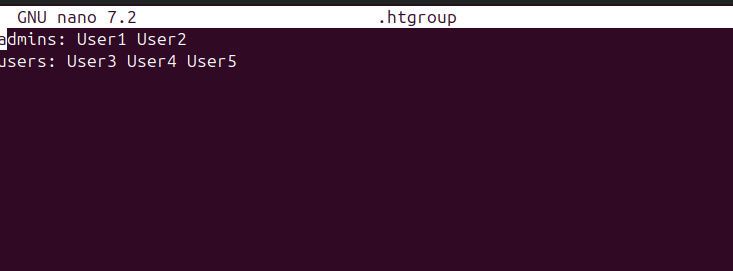 GNU nano 7.2 .htgroup
admins: User1 User2
users: User3 User4 User5